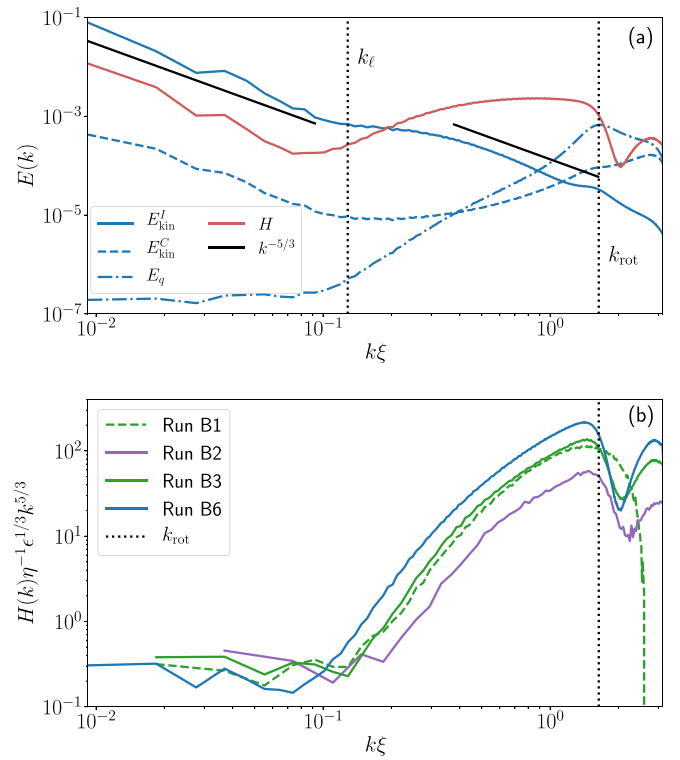 (a)
10^{-1}
10^{-3}
10^{-5}
10^{-7}
E(k)
k_ℓ
k_rot
E^I_kin
E^C_kin
E_q
H
k^{-5/3}
10^{-2}
10^{-1}
10^0
kξ
(b)
10^2
10^1
10^0
10^{-1}
H(k)η^{-1}ϵ^{1/3}k^{5/3}
Run B1
Run B2
Run B3
Run B6
k_rot
10^{-2}
10^{-1}
10^0
kξ